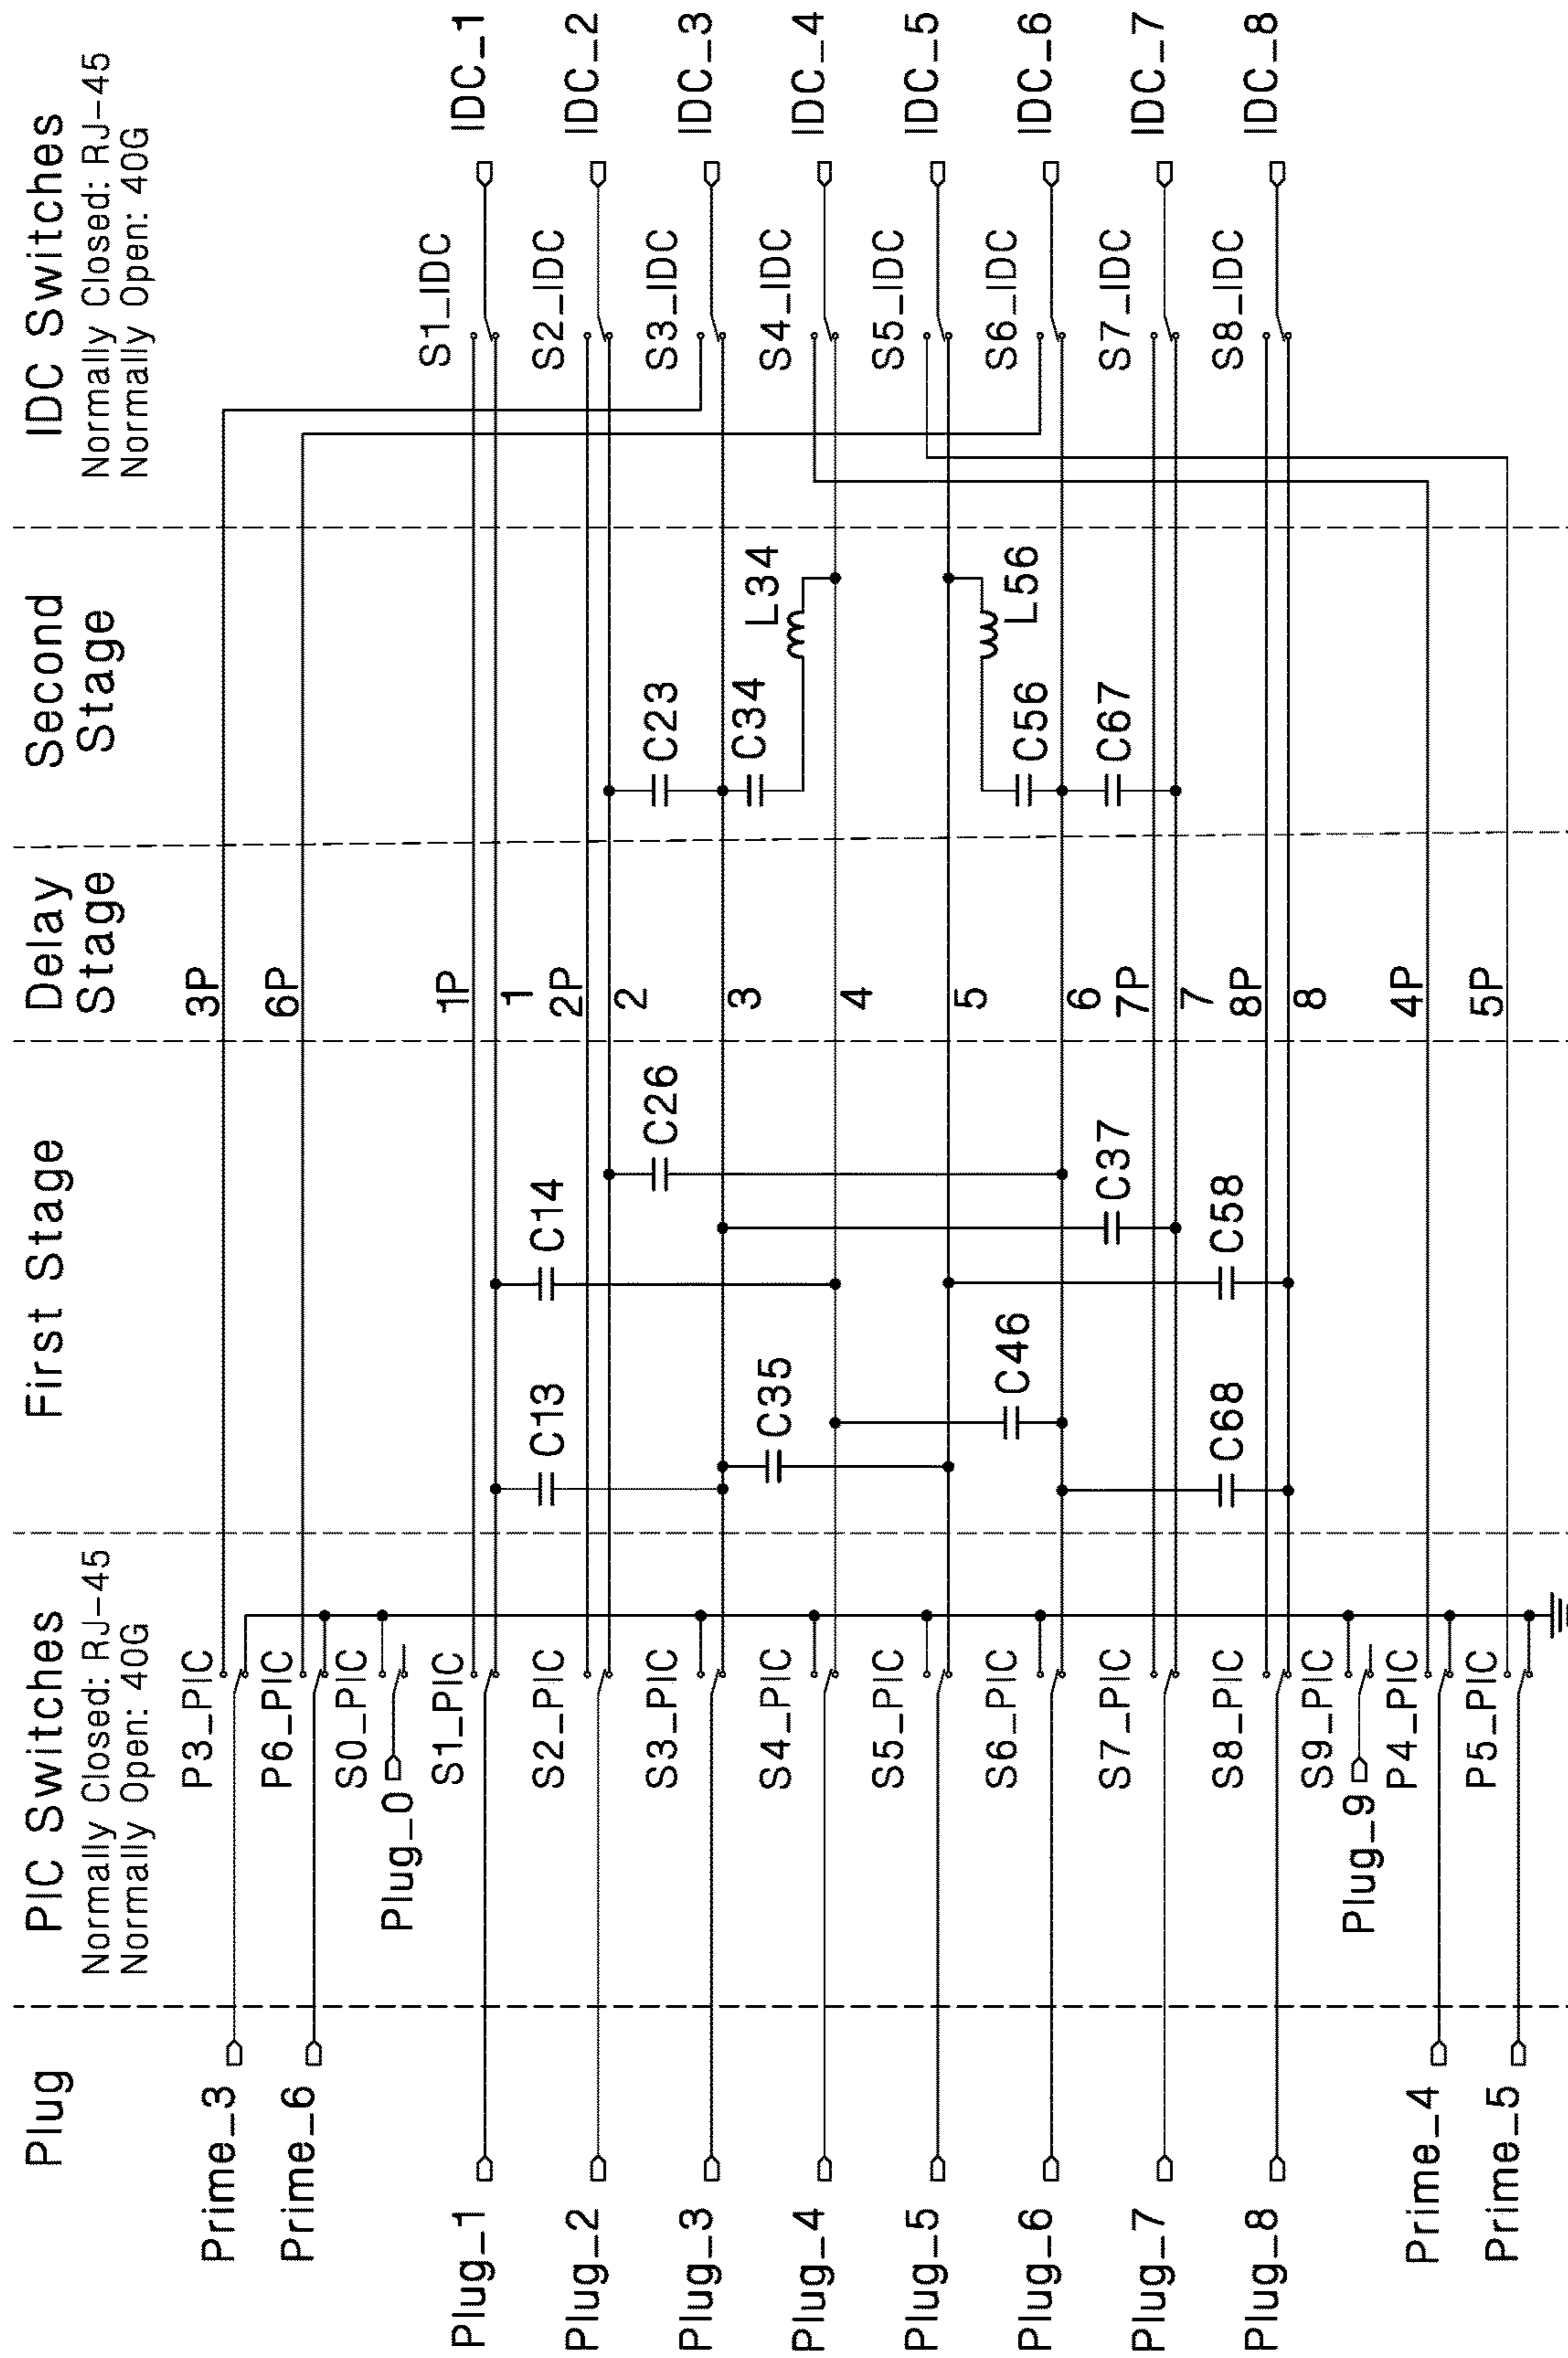 Plug
PIC Switches
Normally Closed: RJ-45
Normally Open: 40G
First Stage
Delay
Stage
Second
Stage
IDC Switches
Normally Closed: RJ-45
Normally Open: 40G
Prime_3
P3_PIC
3P
Prime_6
P6_PIC
6P
Plug_0
S0_PIC
Plug_1
S1_PIC
1P
1
S1_IDC
IDC_1
C13
C14
Plug_2
S2_PIC
2P
2
S2_IDC
IDC_2
C26
C23
Plug_3
S3_PIC
3
S3_IDC
IDC_3
C35
C34
L34
Plug_4
S4_PIC
4
S4_IDC
IDC_4
Plug_5
S5_PIC
5
S5_IDC
IDC_5
C46
C56
L56
Plug_6
S6_PIC
6
S6_IDC
IDC_6
C37
C67
Plug_7
S7_PIC
7P
7
S7_IDC
IDC_7
C68
C58
Plug_8
S8_PIC
8P
8
S8_IDC
IDC_8
Plug_9
S9_PIC
Prime_4
P4_PIC
4P
Prime_5
P5_PIC
5P